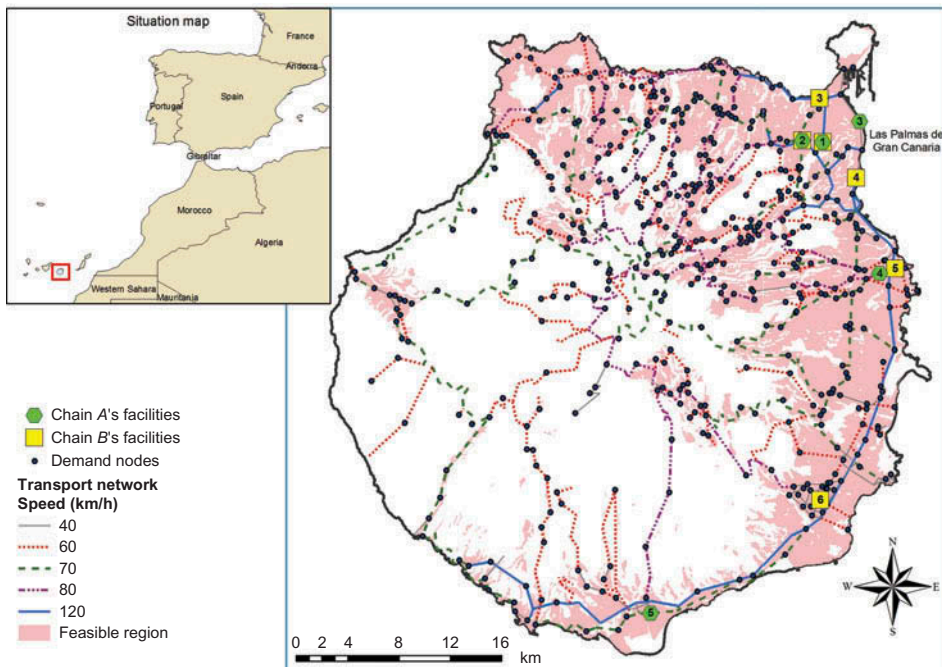 Situation map
France
Andorra
Portugal
Spain
Gibraltar
Morocco
Algeria
Western Sahara
Mauritania
3
3
2
1
Las Palmas de
Gran Canaria
4
5
4
6
5
Chain A's facilities
Chain B's facilities
Demand nodes
Transport network
Speed (km/h)
40
60
70
80
120
Feasible region
0 2 4 8 12 16
km
N
W E
S